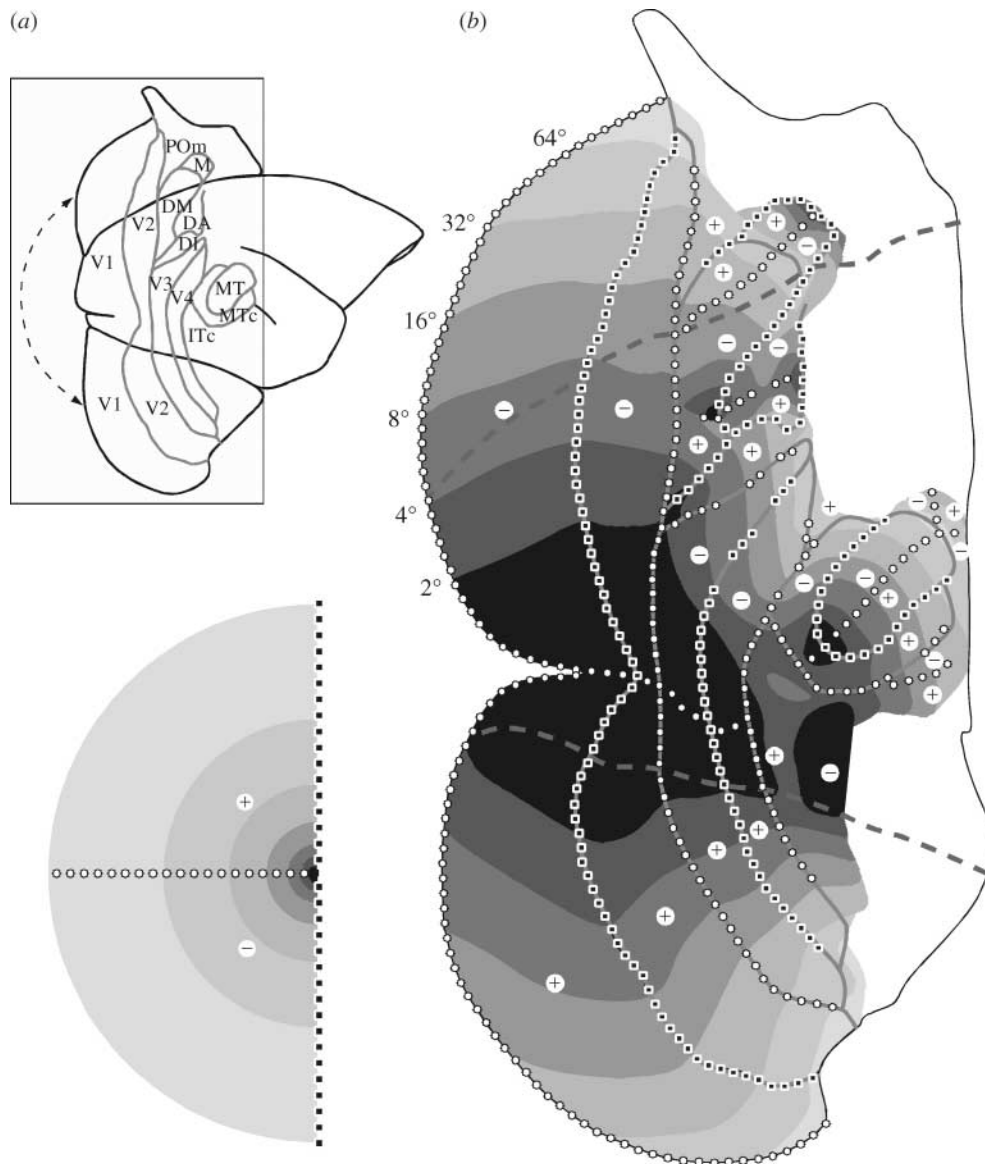 (a)
(b)
POm
M
DM
DA
V2
DI
V1
V3
V4
MT
MTc
ITc
V1
V2
64°
32°
16°
8°
4°
2°
+
−
+
+
−
+
−
−
−
−
+
+
+
−
+
+
−
−
−
−
−
+
+
−
+
+
−
+
+
+
+